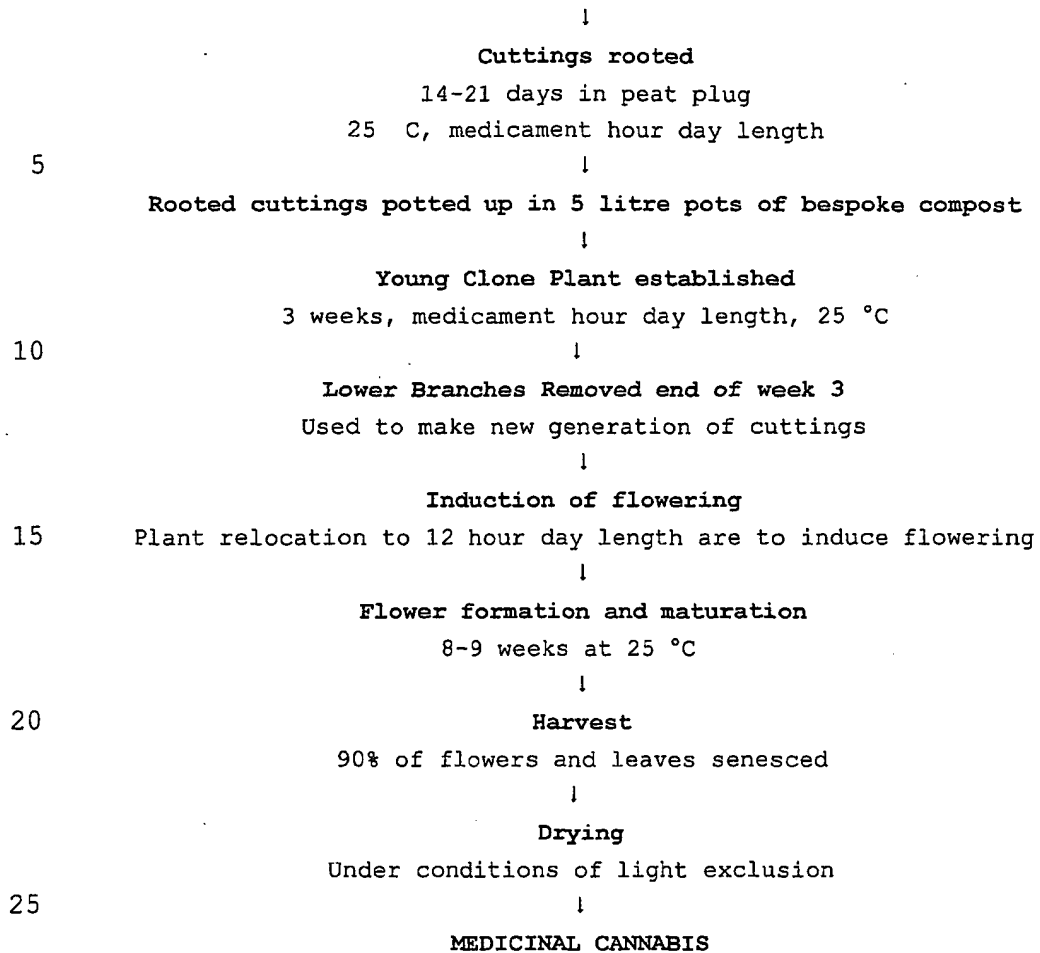 ↓
Cuttings rooted
14-21 days in peat plug
25 C, medicament hour day length
5 ↓
Rooted cuttings potted up in 5 litre pots of bespoke compost
↓
Young Clone Plant established
3 weeks, medicament hour day length, 25 °C
10 ↓
Lower Branches Removed end of week 3
Used to make new generation of cuttings
↓
Induction of flowering
15 Plant relocation to 12 hour day length are to induce flowering
↓
Flower formation and maturation
8-9 weeks at 25 °C
↓
20 Harvest
90% of flowers and leaves senesced
↓
Drying
Under conditions of light exclusion
25 ↓
MEDICINAL CANNABIS